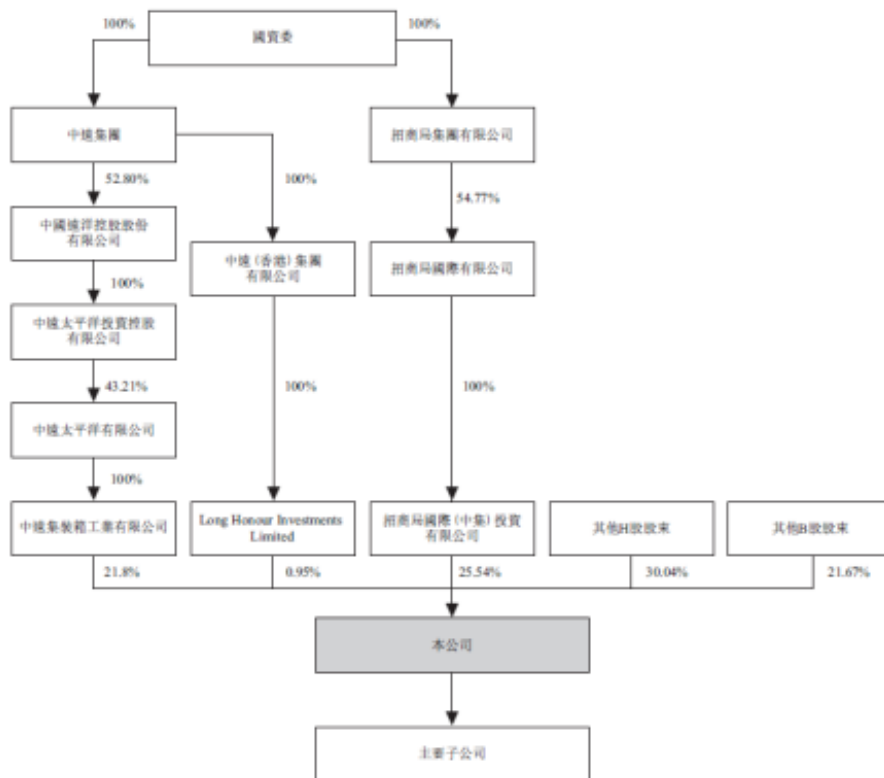 100%
國資委
100%
中遠集團
招商局集團有限公司
52.80%
100%
54.77%
中國遠洋控股股份
有限公司
中遠(香港)集團
有限公司
招商局國際有限公司
100%
中遠太平洋投資控股
有限公司
43.21%
100%
100%
中遠太平洋有限公司
100%
中遠集裝箱工業有限公司
Long Honour Investments
Limited
招商局國際(中集)投資
有限公司
其他H股股東
其他B股股東
21.8%
0.95%
25.54%
30.04%
21.67%
本公司
主要子公司